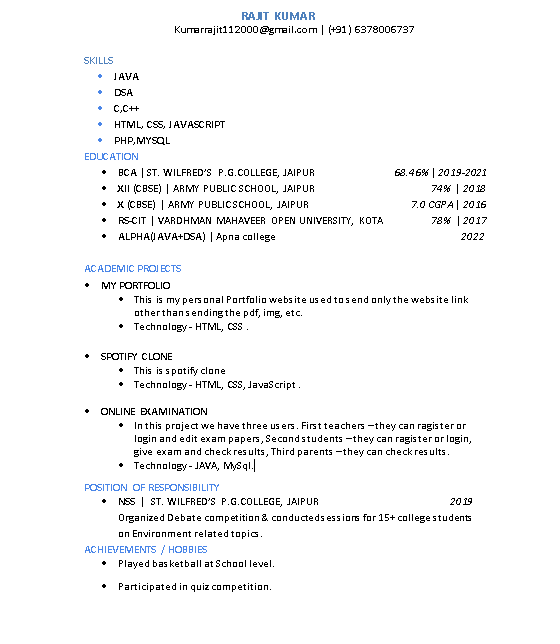 RAJIT KUMAR
Kumarrajit112000@gmail.com | (+91) 6378006737
SKILLS
• JAVA
• DSA
• C,C++
• HTML, CSS, JAVASCRIPT
• PHP,MYSQL
EDUCATION
• BCA | ST. WILFRED'S P.G.COLLEGE, JAIPUR 68.46% | 2019-2021
• XII (CBSE) | ARMY PUBLIC SCHOOL, JAIPUR 74% | 2018
• X (CBSE) | ARMY PUBLIC SCHOOL, JAIPUR 7.0 CGPA | 2016
• RS-CIT | VARDHMAN MAHAVEER OPEN UNIVERSITY, KOTA 78% | 2017
• ALPHA(JAVA+DSA) | Apna college 2022
ACADEMIC PROJECTS
• MY PORTFOLIO
• This is my personal Portfolio website used to send only the website link
other than sending the pdf, img, etc.
• Technology - HTML, CSS .
• SPOTIFY CLONE
• This is spotify clone
• Technology - HTML, CSS, JavaScript .
• ONLINE EXAMINATION
• In this project we have three users. First teachers – they can ragister or
login and edit exam papers, Second students – they can ragister or login,
give exam and check results, Third parents – they can check results.
• Technology - JAVA, MySql.
POSITION OF RESPONSIBILITY
• NSS | ST. WILFRED'S P.G.COLLEGE, JAIPUR 2019
Organized Debate competition & conducted sessions for 15+ college students
on Environment related topics.
ACHIEVEMENTS / HOBBIES
• Played basketball at School level.
• Participated in quiz competition.